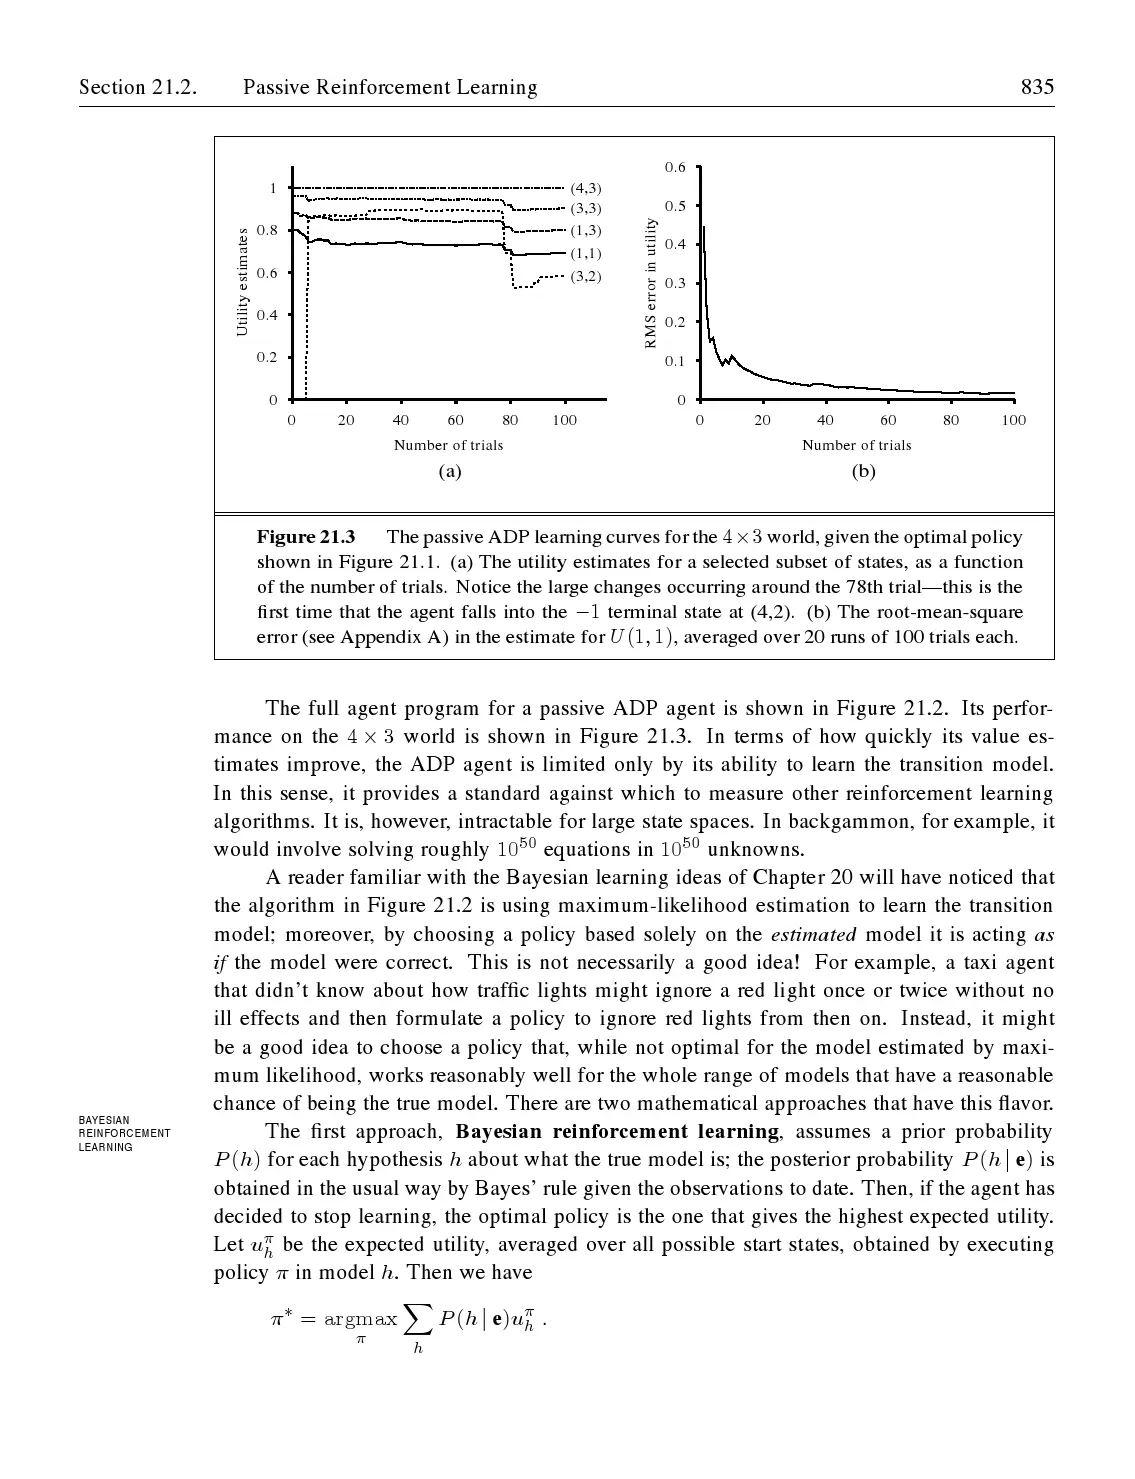 Section 21.2. Passive Reinforcement Learning 835
Utility estimates
1
0.8
0.6
0.4
0.2
0
0 20 40 60 80 100
Number of trials
(4,3)
(3,3)
(1,3)
(1,1)
(3,2)
(a)
RMS error in utility
0.6
0.5
0.4
0.3
0.2
0.1
0
0 20 40 60 80 100
Number of trials
(b)
Figure 21.3 The passive ADP learning curves for the 4 × 3 world, given the optimal policy
shown in Figure 21.1. (a) The utility estimates for a selected subset of states, as a function
of the number of trials. Notice the large changes occurring around the 78th trial—this is the
first time that the agent falls into the −1 terminal state at (4,2). (b) The root-mean-square
error (see Appendix A) in the estimate for U(1, 1), averaged over 20 runs of 100 trials each.
The full agent program for a passive ADP agent is shown in Figure 21.2. Its perfor-
mance on the 4 × 3 world is shown in Figure 21.3. In terms of how quickly its value es-
timates improve, the ADP agent is limited only by its ability to learn the transition model.
In this sense, it provides a standard against which to measure other reinforcement learning
algorithms. It is, however, intractable for large state spaces. In backgammon, for example, it
would involve solving roughly 10⁵⁰ equations in 10⁵⁰ unknowns.
A reader familiar with the Bayesian learning ideas of Chapter 20 will have noticed that
the algorithm in Figure 21.2 is using maximum-likelihood estimation to learn the transition
model; moreover, by choosing a policy based solely on the estimated model it is acting as
if the model were correct. This is not necessarily a good idea! For example, a taxi agent
that didn't know about how traffic lights might ignore a red light once or twice without no
ill effects and then formulate a policy to ignore red lights from then on. Instead, it might
be a good idea to choose a policy that, while not optimal for the model estimated by maxi-
mum likelihood, works reasonably well for the whole range of models that have a reasonable
chance of being the true model. There are two mathematical approaches that have this flavor.
BAYESIAN
REINFORCEMENT
LEARNING
The first approach, Bayesian reinforcement learning, assumes a prior probability
P(h) for each hypothesis h about what the true model is; the posterior probability P(h | e) is
obtained in the usual way by Bayes' rule given the observations to date. Then, if the agent has
decided to stop learning, the optimal policy is the one that gives the highest expected utility.
Let u_h^π be the expected utility, averaged over all possible start states, obtained by executing
policy π in model h. Then we have
π* = argmax_π ∑_h P(h | e)u_h^π .